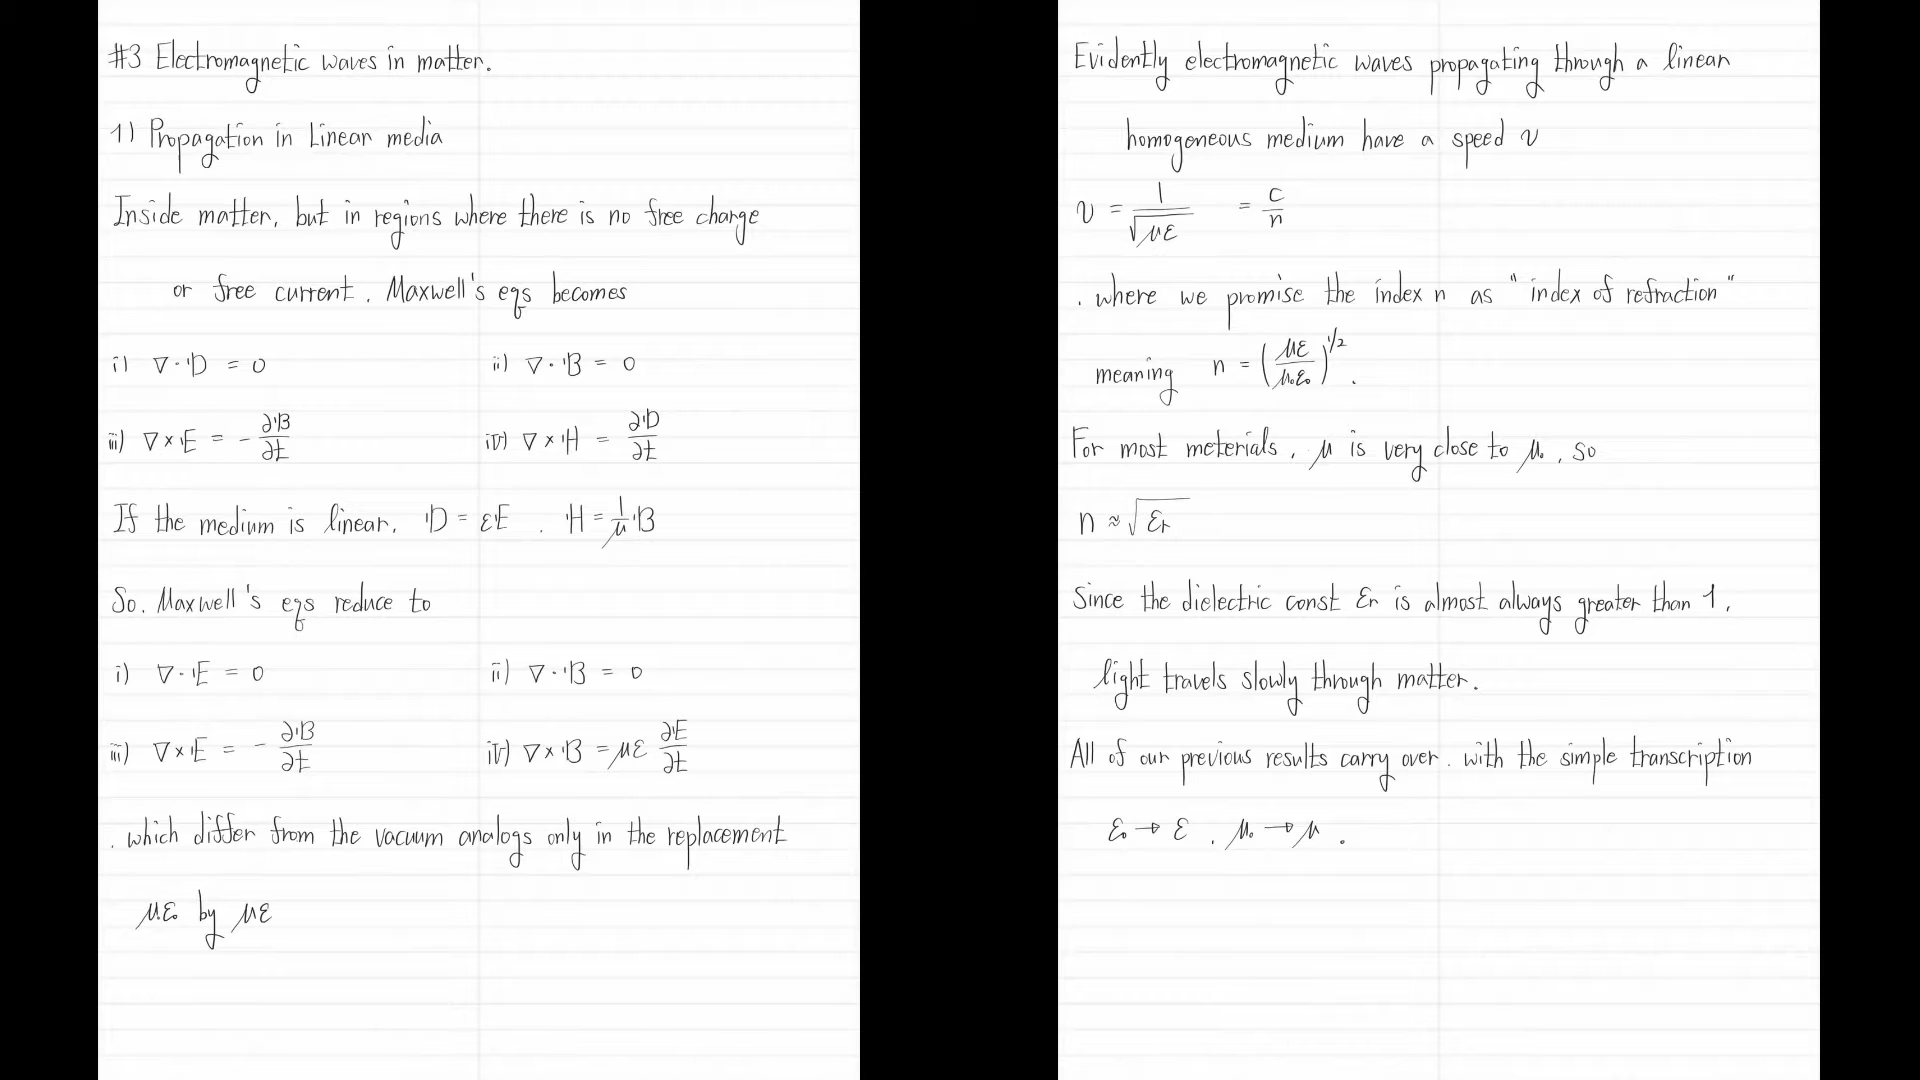 #3 Electromagnetic waves in matter.
1) Propagation in Linear media
Inside matter, but in regions where there is no free charge
or free current. Maxwell's eqs becomes
i) ∇·D = 0 ii) ∇·B = 0
iii) ∇×E = -∂B/∂t iv) ∇×H = ∂D/∂t
If the medium is linear, D = εE . H = 1/μ B
So. Maxwell's eqs reduce to
i) ∇·E = 0 ii) ∇·B = 0
iii) ∇×E = -∂B/∂t iv) ∇×B = με ∂E/∂t
. which differ from the vacuum analogs only in the replacement
μ₀ε₀ by με
Evidently electromagnetic waves propagating through a linear
homogeneous medium have a speed v
v = 1/√με = c/n
. where we promise the index n as "index of refraction"
meaning n = (με/μ₀ε₀)^1/2 .
For most meterials, μ is very close to μ₀, so
n ≈ √εr
Since the dielectric const εr is almost always greater than 1,
light travels slowly through matter.
All of our previous results carry over. with the simple transcription
ε₀ → ε . μ₀ → μ .